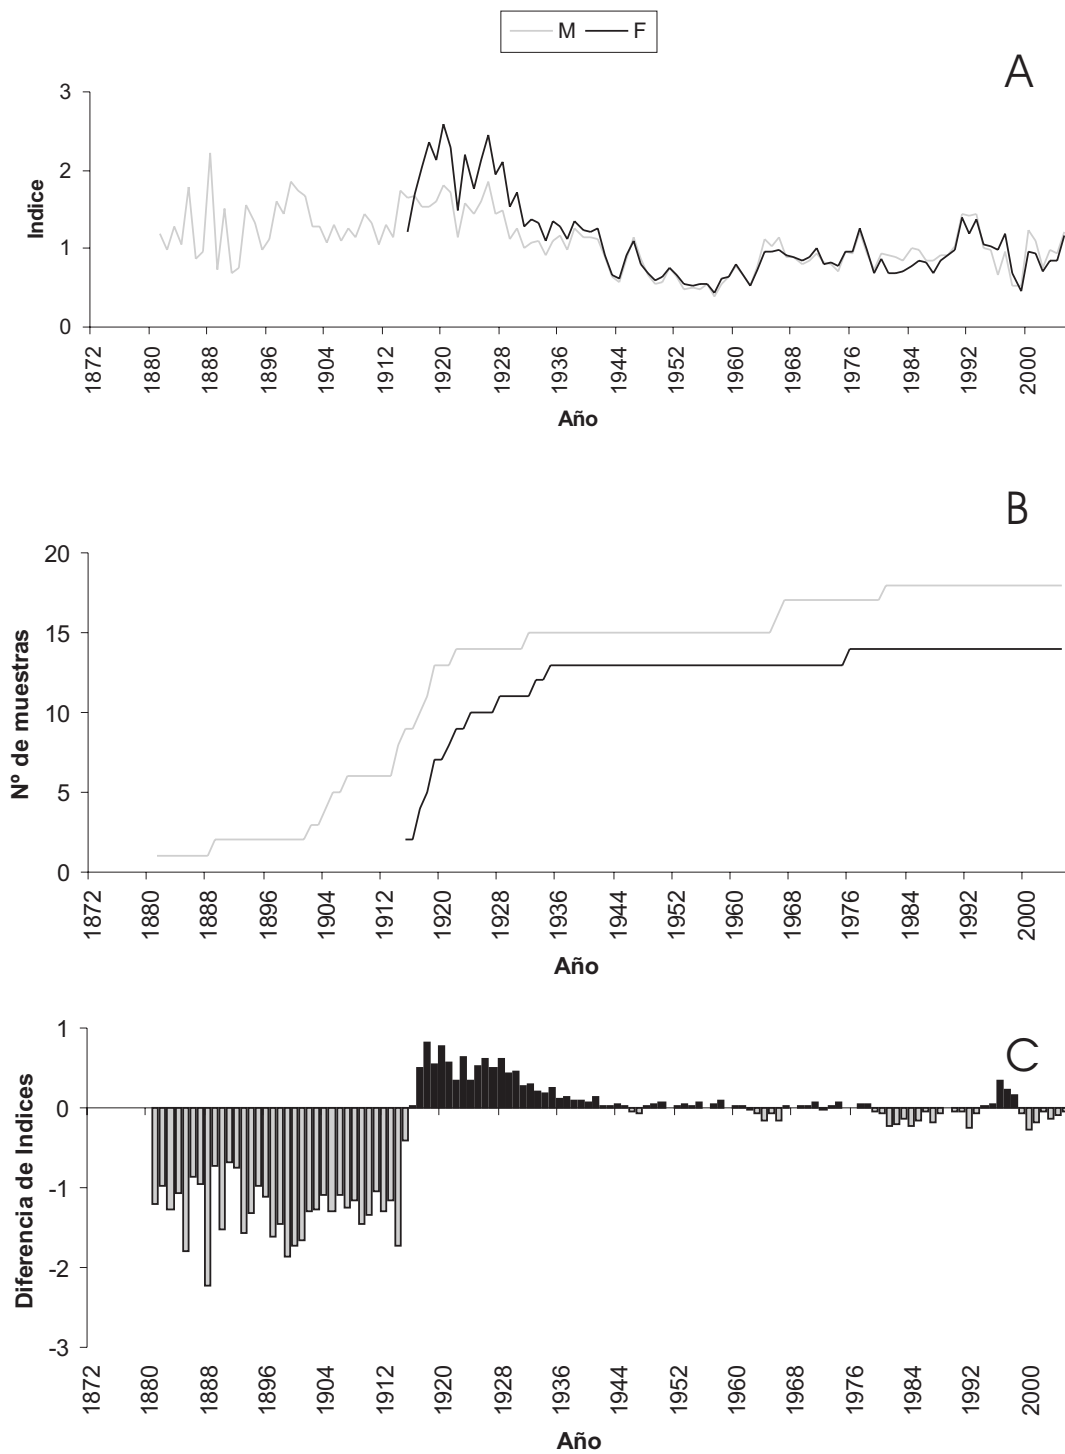 M F
A
3
2
1
0
Indice
1872 1880 1888 1896 1904 1912 1920 1928 1936 1944 1952 1960 1968 1976 1984 1992 2000
Año
B
20
15
10
5
0
Nº de muestras
1872 1880 1888 1896 1904 1912 1920 1928 1936 1944 1952 1960 1968 1976 1984 1992 2000
Año
C
1
0
-1
-2
-3
Diferencia de Indices
1872 1880 1888 1896 1904 1912 1920 1928 1936 1944 1952 1960 1968 1976 1984 1992 2000
Año